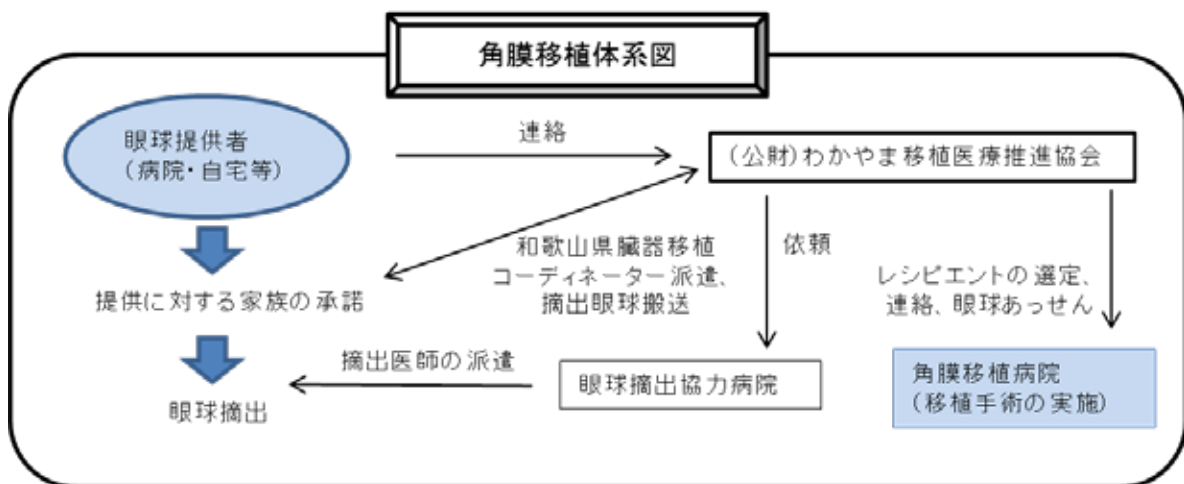 角膜移植体系図
眼球提供者
(病院・自宅等)
連絡
(公財)わかやま移植医療推進協会
和歌山県臓器移植
コーディネーター派遣、
摘出眼球搬送
依頼
レシピエントの選定、
連絡、眼球あっせん
提供に対する家族の承諾
摘出医師の派遣
眼球摘出
眼球摘出協力病院
角膜移植病院
(移植手術の実施)